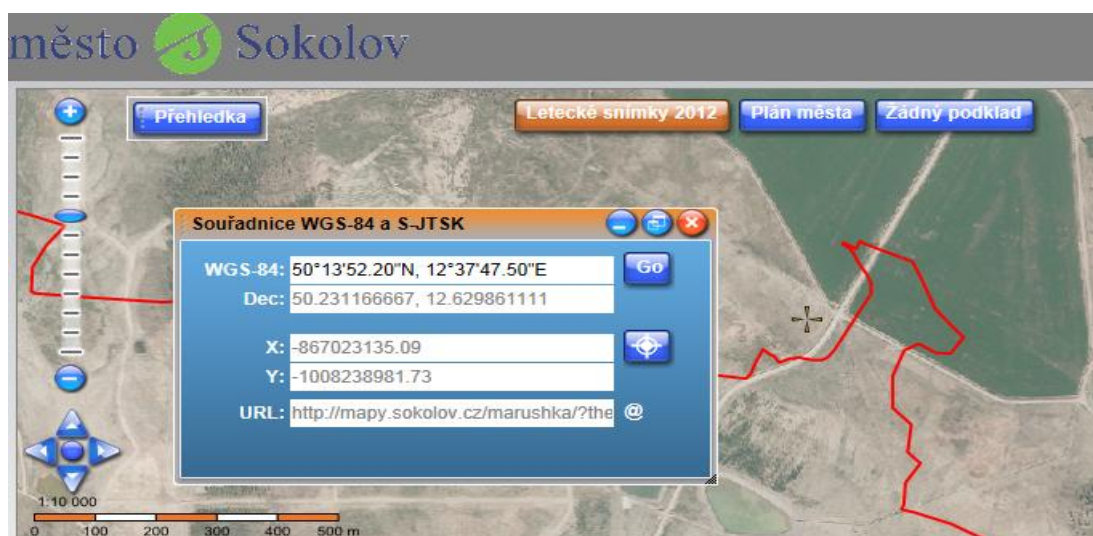 město Sokolov
Přehledka
Letecké snímky 2012
Plán města
Žádný podklad
Souřadnice WGS-84 a S-JTSK
WGS-84: 50°13'52.20"N, 12°37'47.50"E Go
Dec: 50.231166667, 12.629861111
X: -867023135.09
Y: -1008238981.73
URL: http://mapy.sokolov.cz/marushka/?the @
1:10 000
0 100 200 300 400 500 m